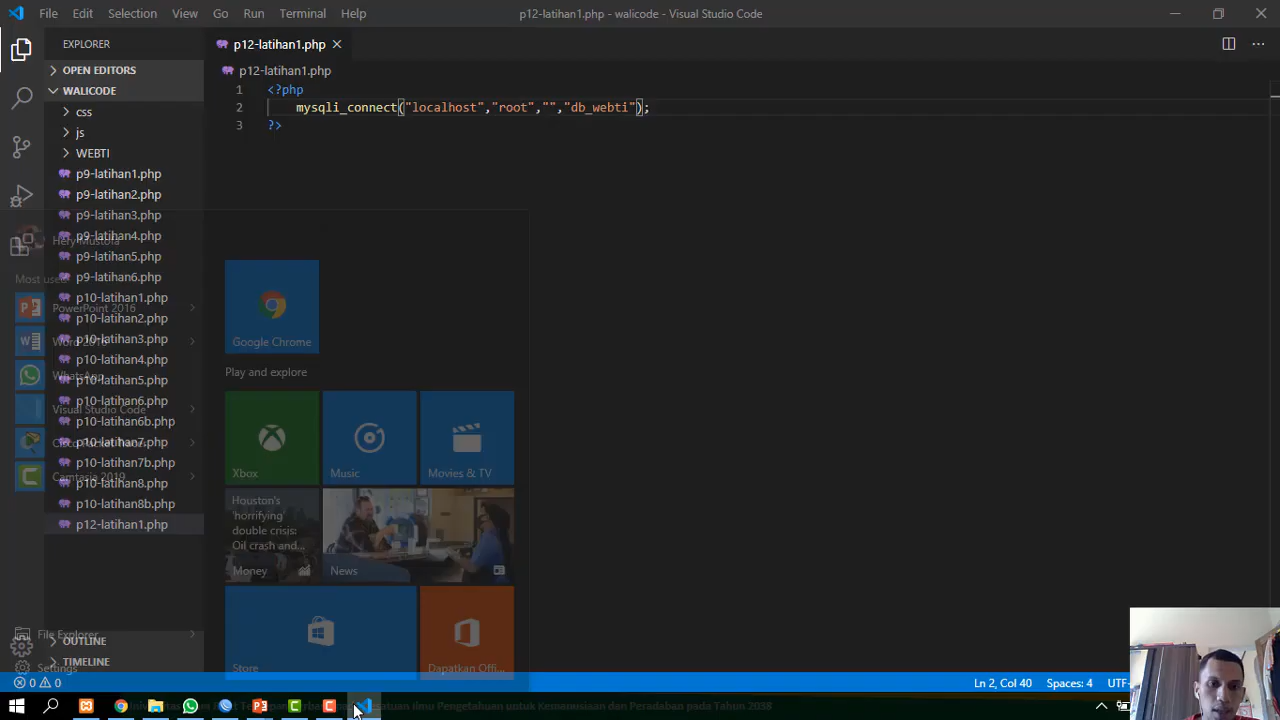 File Edit Selection View Go Run Terminal Help
p12-latihan1.php - walicode - Visual Studio Code
EXPLORER
p12-latihan1.php
OPEN EDITORS
p12-latihan1.php
WALICODE
1 <?php
2 mysqli_connect("localhost","root","","db_webti");
3 ?>
css
js
WEBTI
p9-latihan1.php
p9-latihan2.php
p9-latihan3.php
p9-latihan4.php
p9-latihan5.php
p9-latihan6.php
p10-latihan1.php
p10-latihan2.php
p10-latihan3.php
p10-latihan4.php
p10-latihan5.php
p10-latihan6.php
p10-latihan6b.php
p10-latihan7.php
p10-latihan7b.php
p10-latihan8.php
p10-latihan8b.php
p12-latihan1.php
OUTLINE
TIMELINE
Hery Mustofa
Most used
PowerPoint 2016
Word 2016
WhatsApp
Visual Studio Code
Camtasia 2019
File Explorer
Settings
Google Chrome
Play and explore
Xbox
Music
Movies & TV
Houston's
'horrifying
double crisis:
Oil crash and...
Money
News
Store
Dapatkan Offi...
0 0
Ln 2, Col 40 Spaces: 4 UTF-
Ilmu Pengetahuan untuk Kemanusiaan dan Peradaban pada Tahun 2038